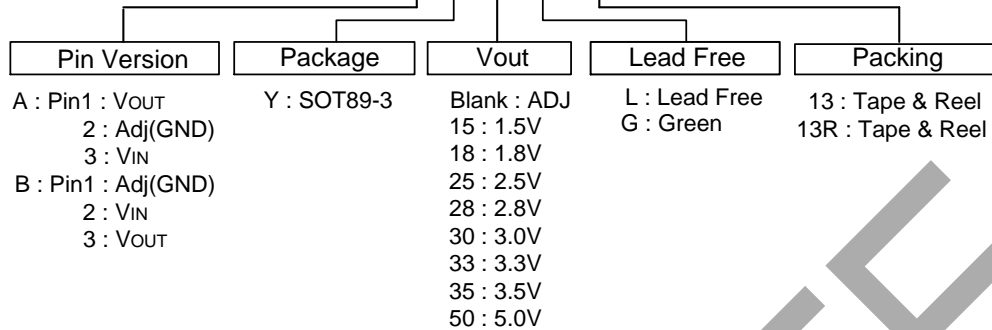 Pin Version
A : Pin1 : VOUT
2 : Adj(GND)
3 : VIN
B : Pin1 : Adj(GND)
2 : VIN
3 : VOUT
Package
Y : SOT89-3
Vout
Blank : ADJ
15 : 1.5V
18 : 1.8V
25 : 2.5V
28 : 2.8V
30 : 3.0V
33 : 3.3V
35 : 3.5V
50 : 5.0V
Lead Free
L : Lead Free
G : Green
Packing
13 : Tape & Reel
13R : Tape & Reel